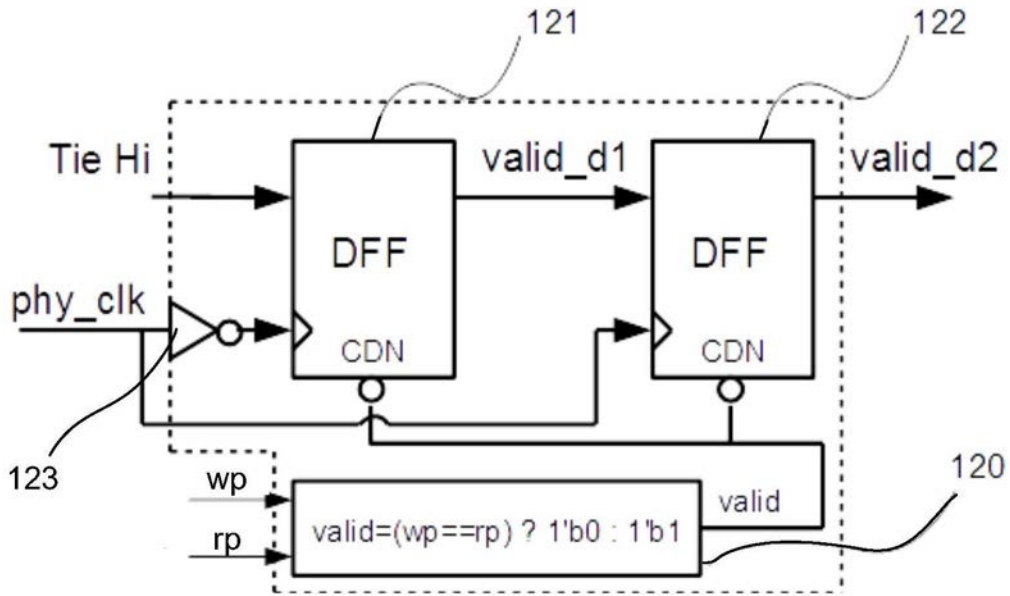 121
122
Tie Hi
valid_d1
valid_d2
DFF
DFF
phy_clk
CDN
CDN
123
wp
120
valid
valid=(wp==rp) ? 1'b0 : 1'b1
rp